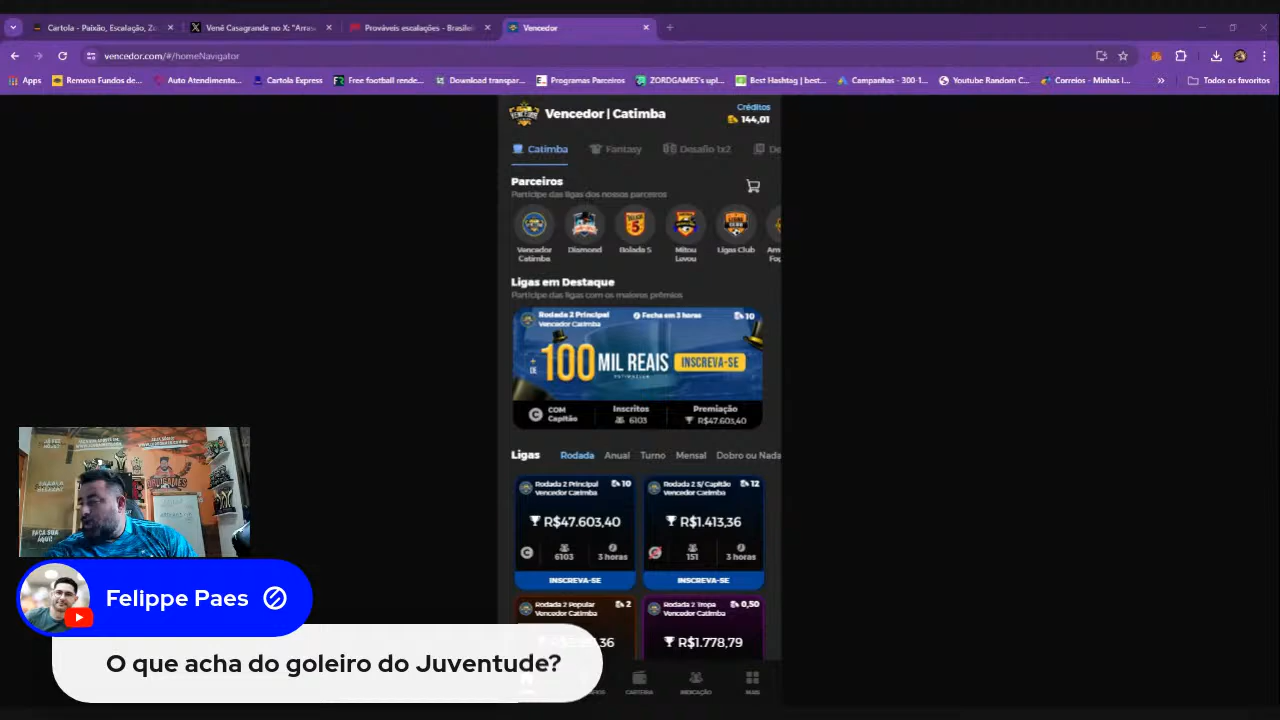 Cartola - Paixão, Escalação, Zo
Venê Casagrande no X: "Arras
Prováveis escalações - Brasilei
Vencedor
vencedor.com/#/homeNavigator
Apps
Remova Fundos de...
Auto Atendimento...
Cartola Express
Free football rende...
Download transpar...
Programas Parceiros
ZORDGAMES's upl...
Best Hashtag | best...
Campanhas - 300-1...
Youtube Random C...
Correios - Minhas I...
Todos os favoritos
Vencedor | Catimba
Créditos
144,01
Catimba
Fantasy
Desafio 1x2
De
Parceiros
Participe das ligas dos nossos parceiros
Vencedor Catimba
Diamond
Bolada 5
Mitou Levou
Ligas Club
Ligas em Destaque
Participe das ligas com os maiores prêmios
Rodada 2 Principal
Vencedor Catimba
Fecha em 3 horas
10
+ DE 100 MIL REAIS
INSCREVA-SE
COM Capitão
Inscritos
6103
Premiação
R$47.603,40
Ligas
Rodada
Anual
Turno
Mensal
Dobro ou Nada
Rodada 2 Principal
Vencedor Catimba
10
R$47.603,40
6103
3 horas
INSCREVA-SE
Rodada 2 S/ Capitão
Vencedor Catimba
12
R$1.413,36
151
3 horas
INSCREVA-SE
Rodada 2 Popular
Vencedor Catimba
2
Rodada 2 Tropa
Vencedor Catimba
0,50
R$1.778,79
CARTEIRA
INDICAÇÃO
MAIS
Felippe Paes
O que acha do goleiro do Juventude?